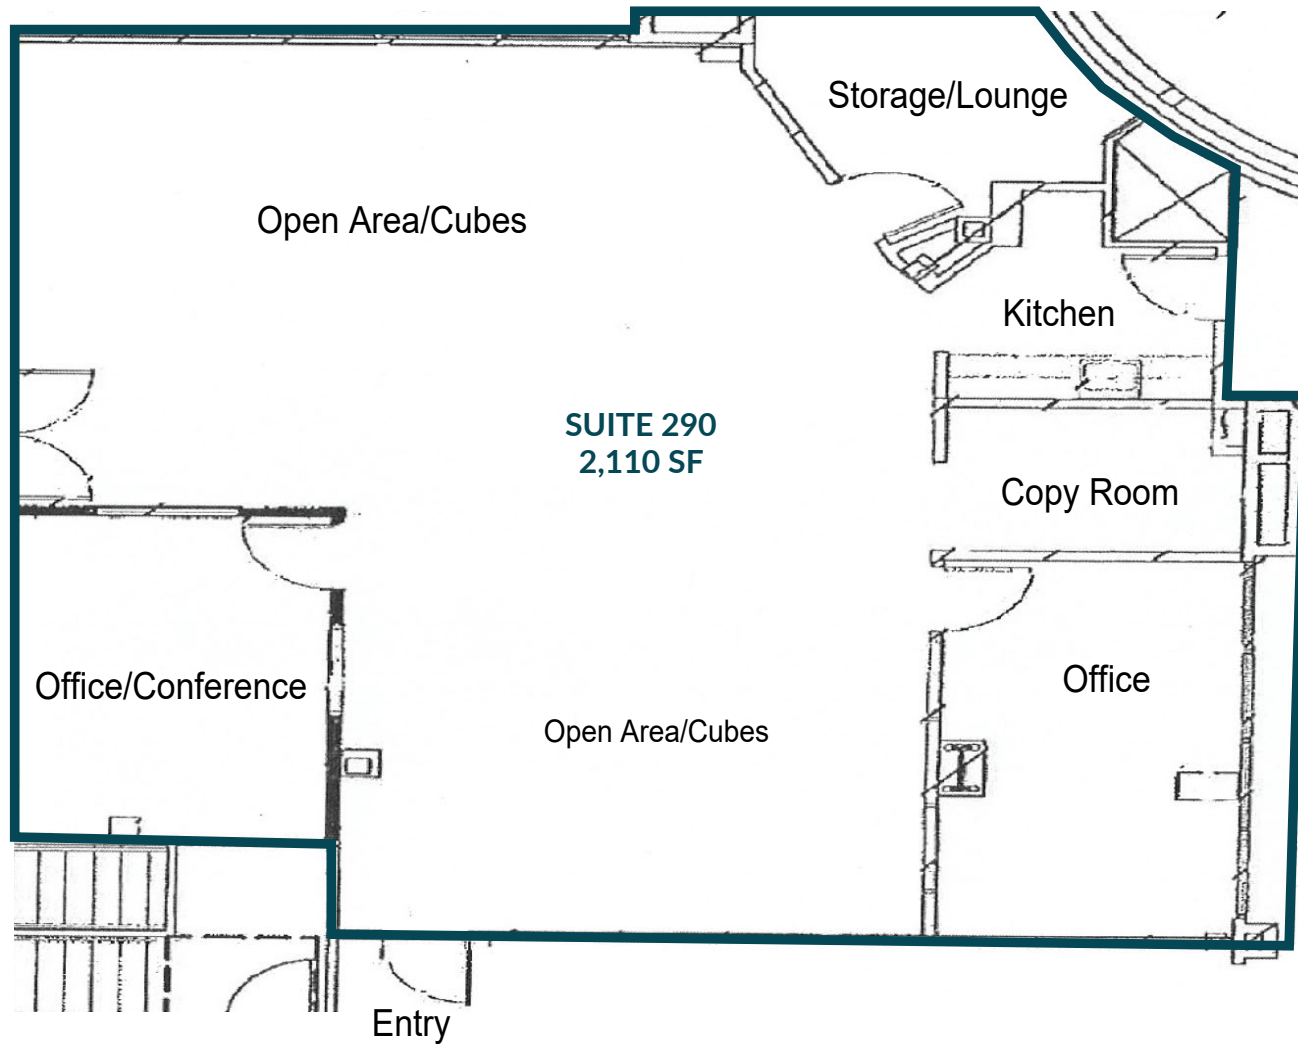 Storage/Lounge
Open Area/Cubes
Kitchen
SUITE 290
2,110 SF
Copy Room
Office/Conference
Office
Open Area/Cubes
Entry